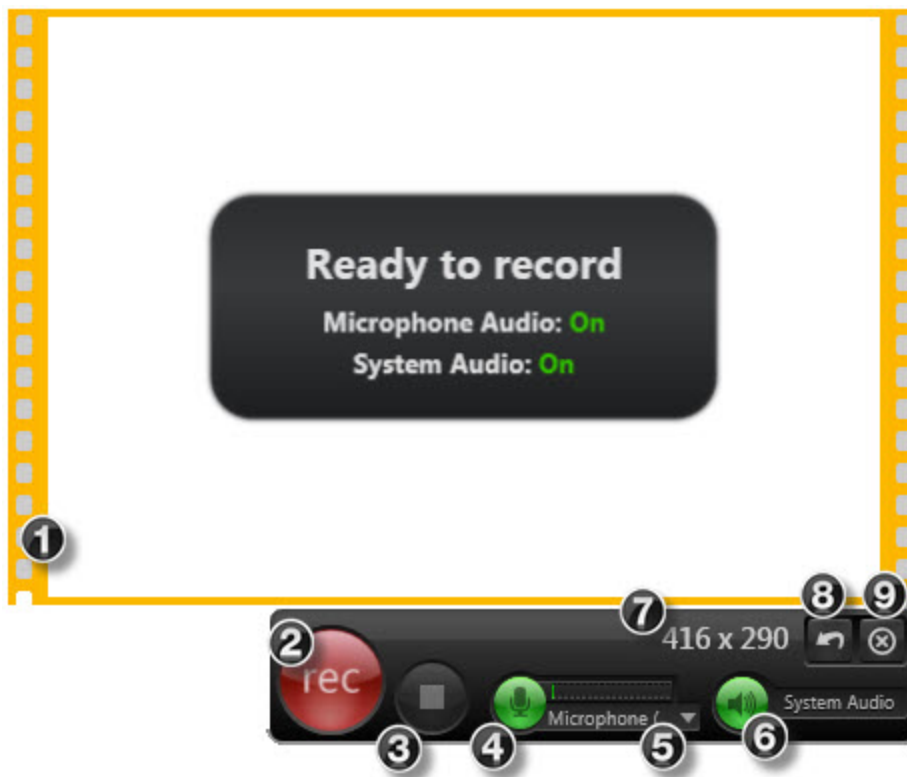 Ready to record
Microphone Audio: On
System Audio: On
1
7
8
9
2
416 x 290
rec
System Audio
Microphone (
3
4
5
6